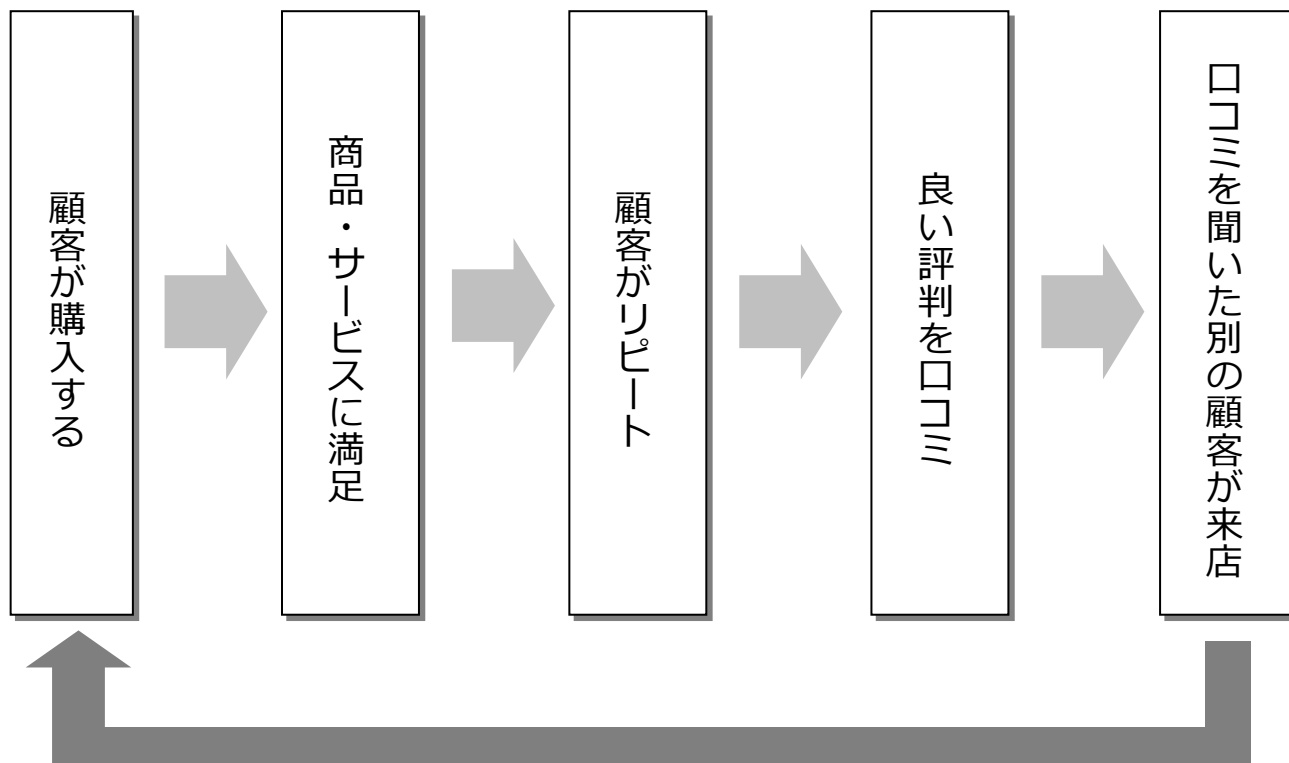 顧客が購入する
商品・サービスに満足
顧客がリピート
良い評判を口コミ
口コミを聞いた別の顧客が来店